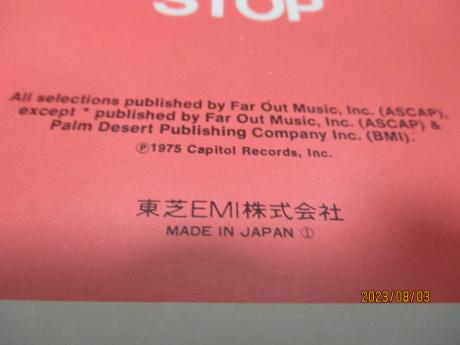 STOP
All selections published by Far Out Music, Inc. (ASCAP).
except * published by Far Out Music, Inc. (ASCAP) &
Palm Desert Publishing Company Inc. (BMI).
Ⓟ1975 Capitol Records, Inc.
東芝EMI株式会社
MADE IN JAPAN ①
2023/08/03